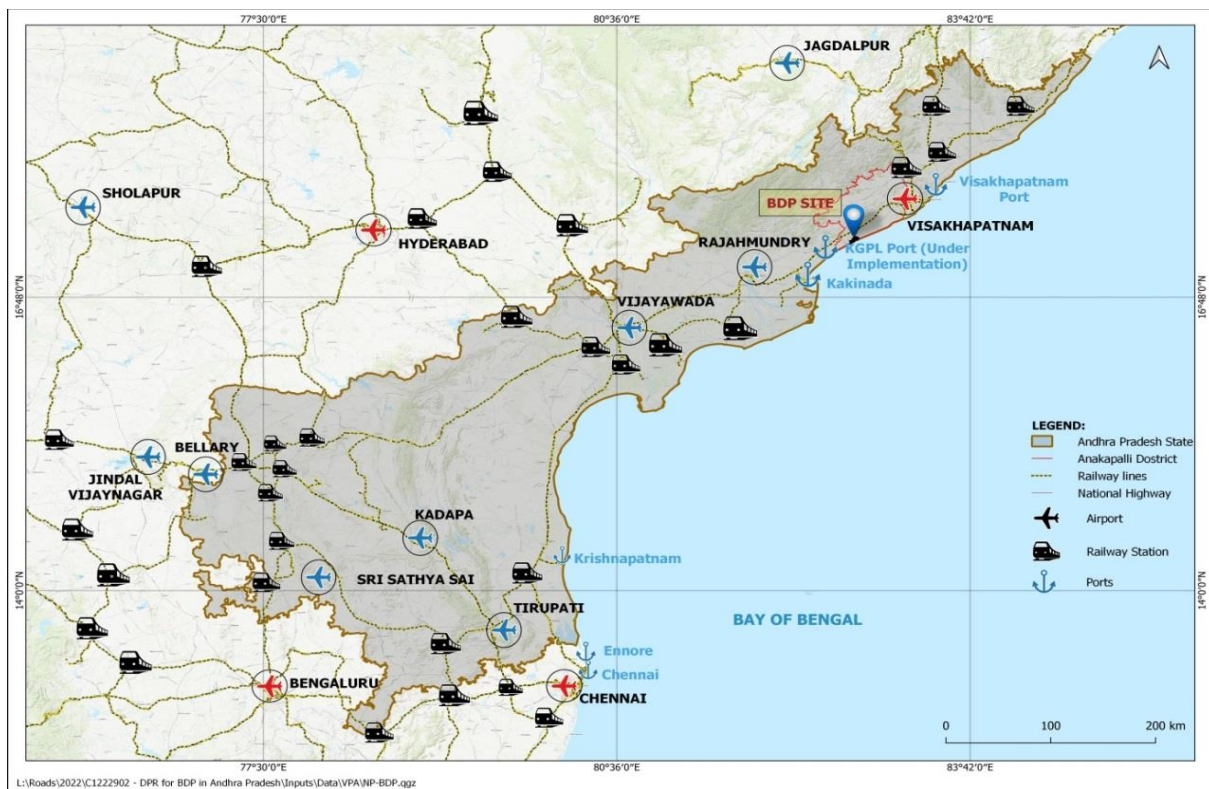 77°30'0"E
80°36'0"E
83°42'0"E
JAGDALPUR
SHOLAPUR
Visakhapatnam
Port
BDP SITE
VISAKHAPATNAM
HYDERABAD
RAJAHMUNDRY
KGPL Port (Under
Implementation)
Kakinada
16°48'0"N
16°48'0"N
VIJAYAWADA
LEGEND:
Andhra Pradesh State
Anakapalli Dostrict
Railway lines
National Highway
Airport
Railway Station
Ports
BELLARY
JINDAL
VIJAYNAGAR
KADAPA
Krishnapatnam
SRI SATHYA SAI
14°0'0"N
14°0'0"N
TIRUPATI
BAY OF BENGAL
Ennore
Chennai
BENGALURU
CHENNAI
0 100 200 km
77°30'0"E
80°36'0"E
83°42'0"E
L:\Roads\2022\C1222902 - DPR for BDP in Andhra Pradesh\Inputs\Data\VPA\NP-BDP.qgz